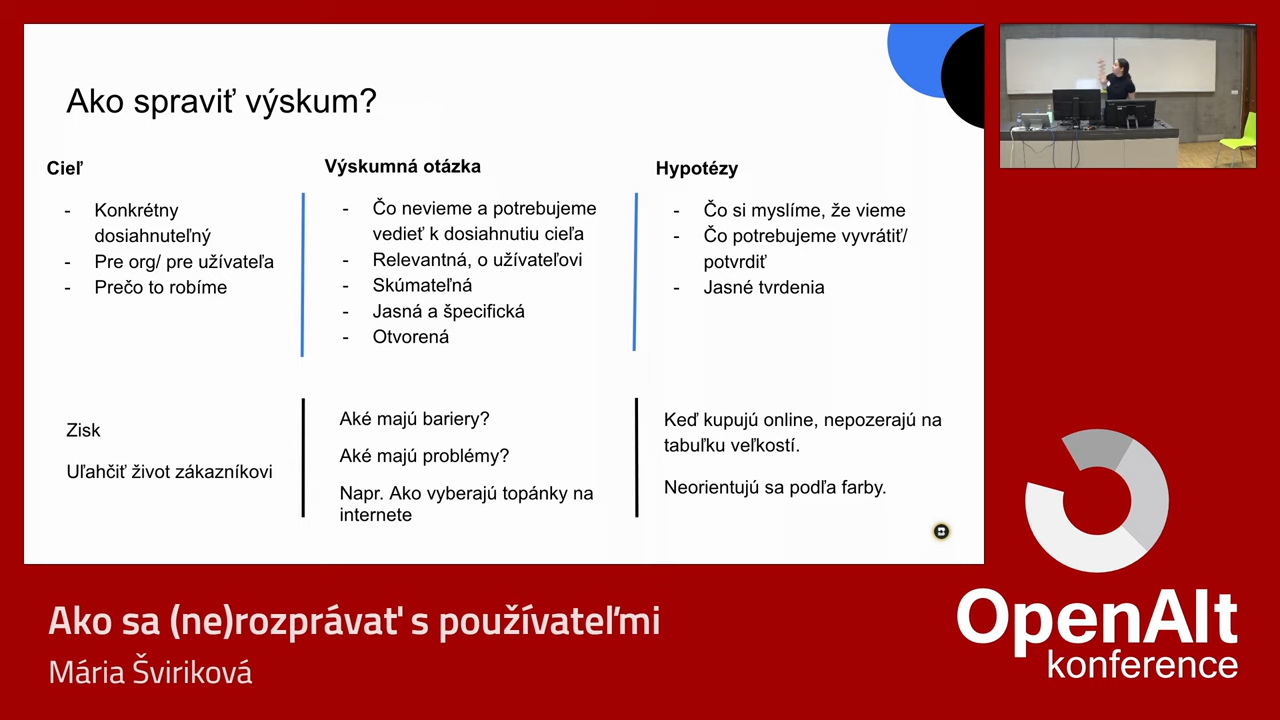 Ako spraviť výskum?
Cieľ
- Konkrétny
dosiahnuteľný
- Pre org/ pre užívateľa
- Prečo to robíme
Zisk
Uľahčiť život zákazníkovi
Výskumná otázka
- Čo nevieme a potrebujeme
vedieť k dosiahnutiu cieľa
- Relevantná, o užívateľovi
- Skúmateľná
- Jasná a špecifická
- Otvorená
Aké majú bariery?
Aké majú problémy?
Napr. Ako vyberajú topánky na
internete
Hypotézy
- Čo si myslíme, že vieme
- Čo potrebujeme vyvrátiť/
potvrdiť
- Jasné tvrdenia
Keď kupujú online, nepozerajú na
tabuľku veľkostí.
Neorientujú sa podľa farby.
Ako sa (ne)rozprávať s používateľmi
Mária Šviriková
OpenAlt
konference